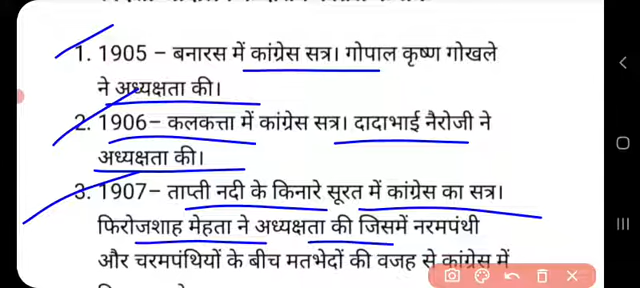 1. 1905 – बनारस में कांग्रेस सत्र। गोपाल कृष्ण गोखले
ने अध्यक्षता की।
2. 1906– कलकत्ता में कांग्रेस सत्र। दादाभाई नैरोजी ने
अध्यक्षता की।
3. 1907– ताप्ती नदी के किनारे सूरत में कांग्रेस का सत्र।
फिरोजशाह मेहता ने अध्यक्षता की जिसमें नरमपंथी
और चरमपंथियों के बीच मतभेदों की वजह से कांग्रेस में